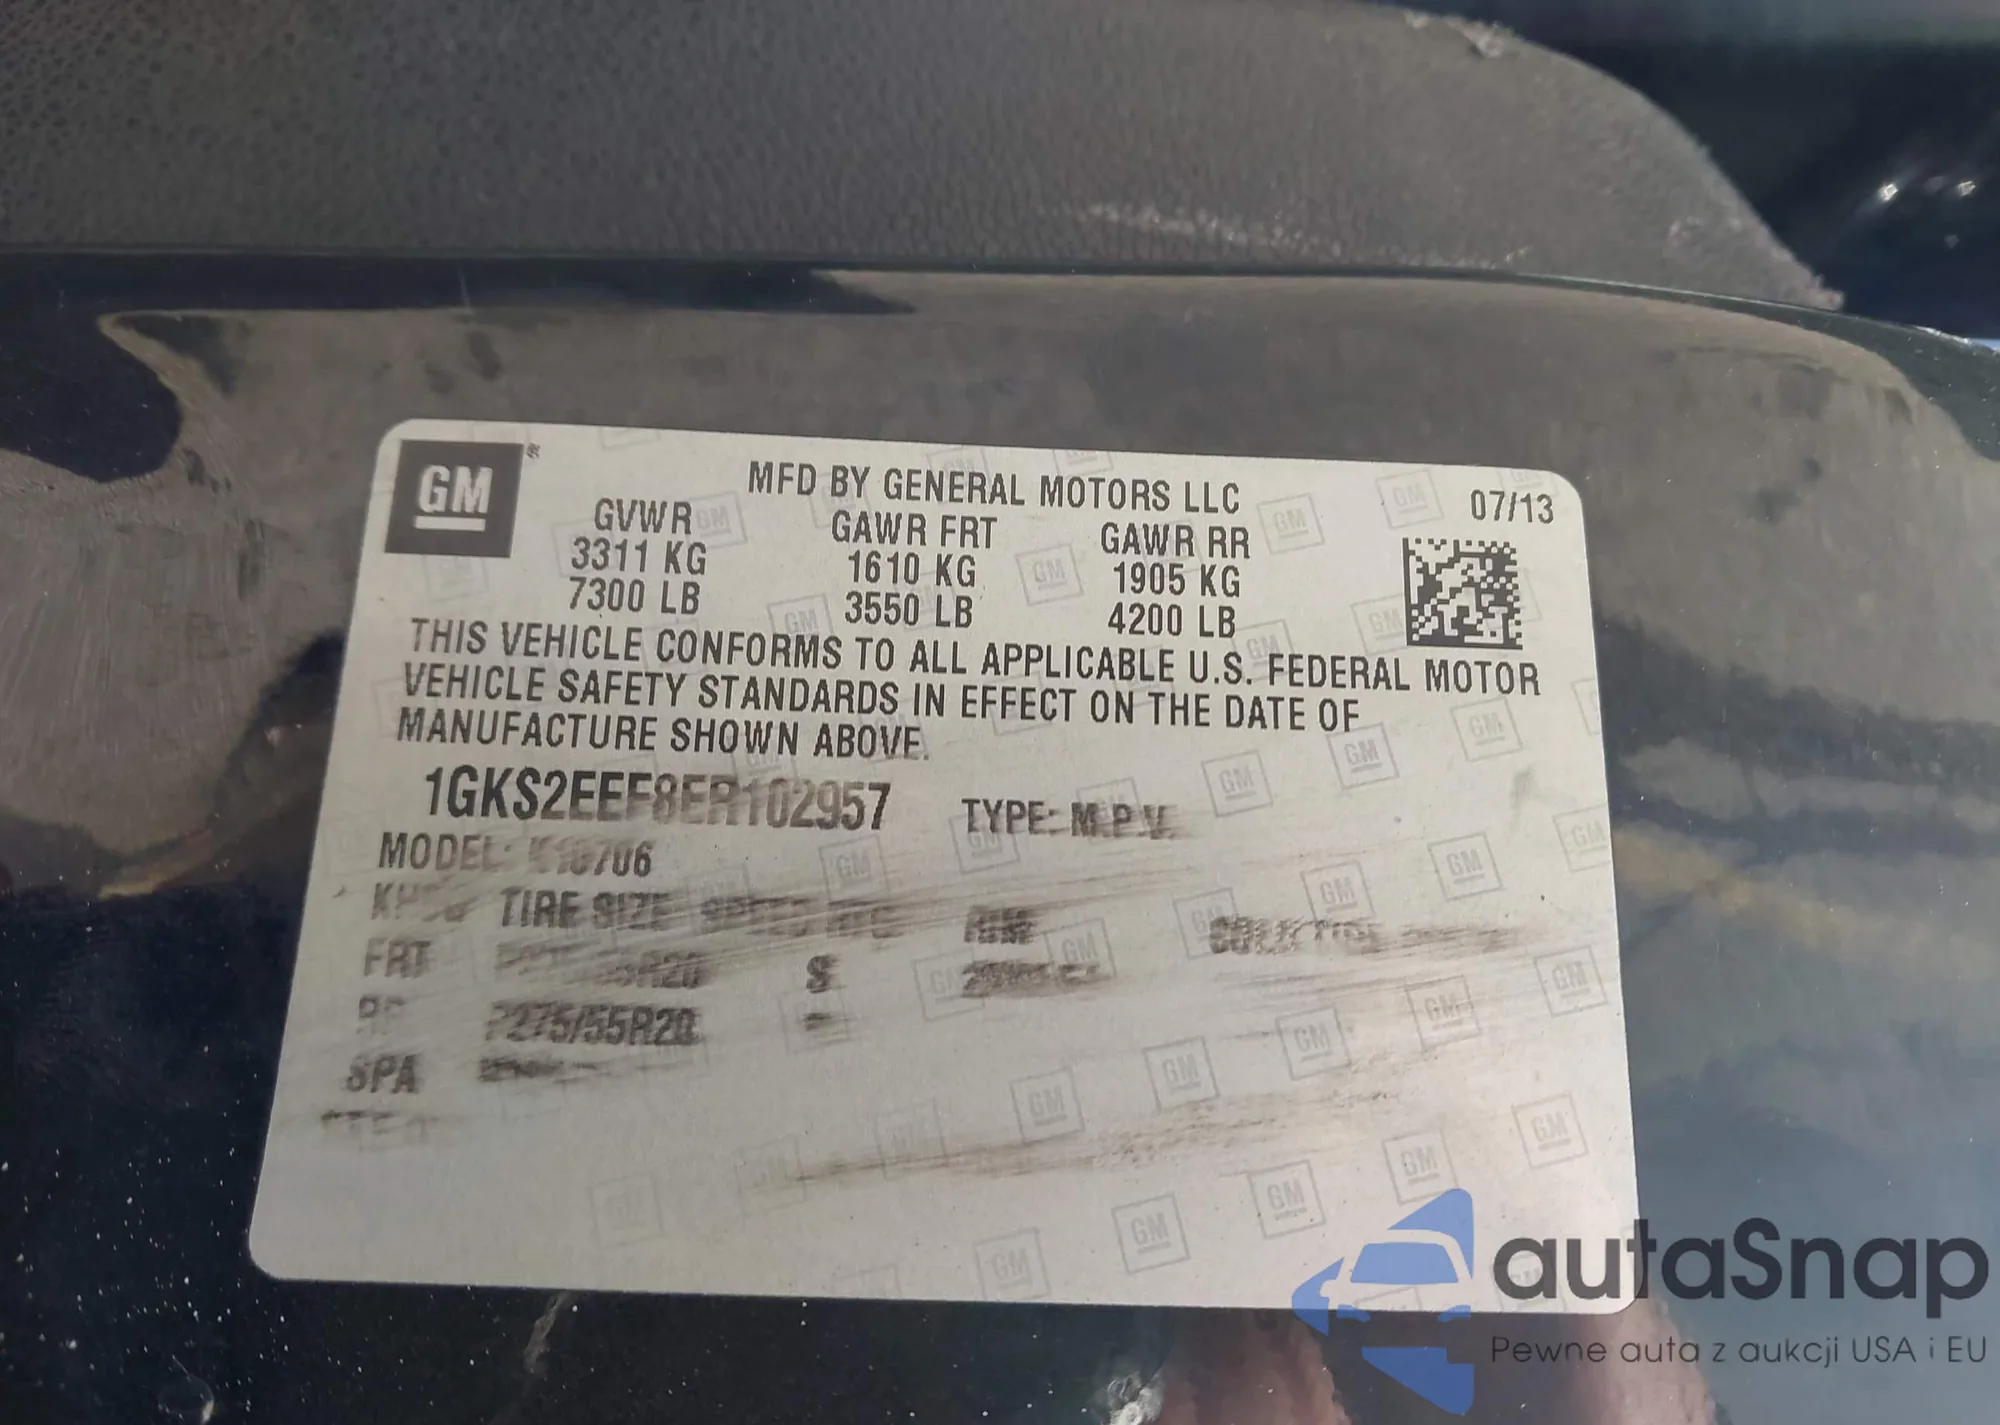 GM
MFD BY GENERAL MOTORS LLC
07/13
GVWR GAWR FRT GAWR RR
3311 KG 1610 KG 1905 KG
7300 LB 3550 LB 4200 LB
THIS VEHICLE CONFORMS TO ALL APPLICABLE U.S. FEDERAL MOTOR
VEHICLE SAFETY STANDARDS IN EFFECT ON THE DATE OF
MANUFACTURE SHOWN ABOVE.
1GKS2EEF8ER102957 TYPE: M.P.V.
MODEL:
TIRE SIZE SPEED RTG RIM
FRT S
P275/55R20
SPA
autaSnap
Pewne auta z aukcji USA i EU